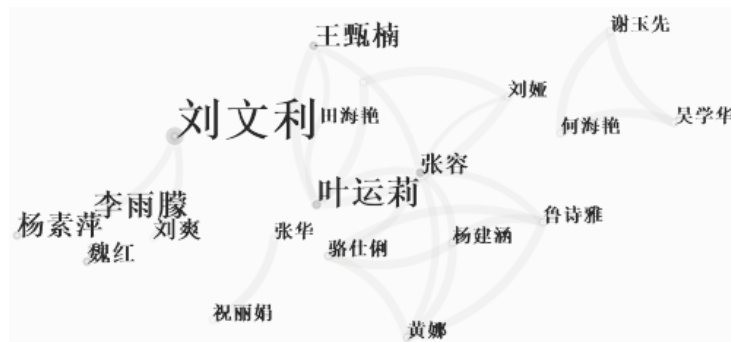 谢玉先
王甄楠
刘娅
刘文利
田海艳
何海艳
吴学华
张容
叶运莉
李雨朦
杨素萍
刘爽
张华
鲁诗雅
杨建涵
魏红
骆仕俐
祝丽娟
黄娜